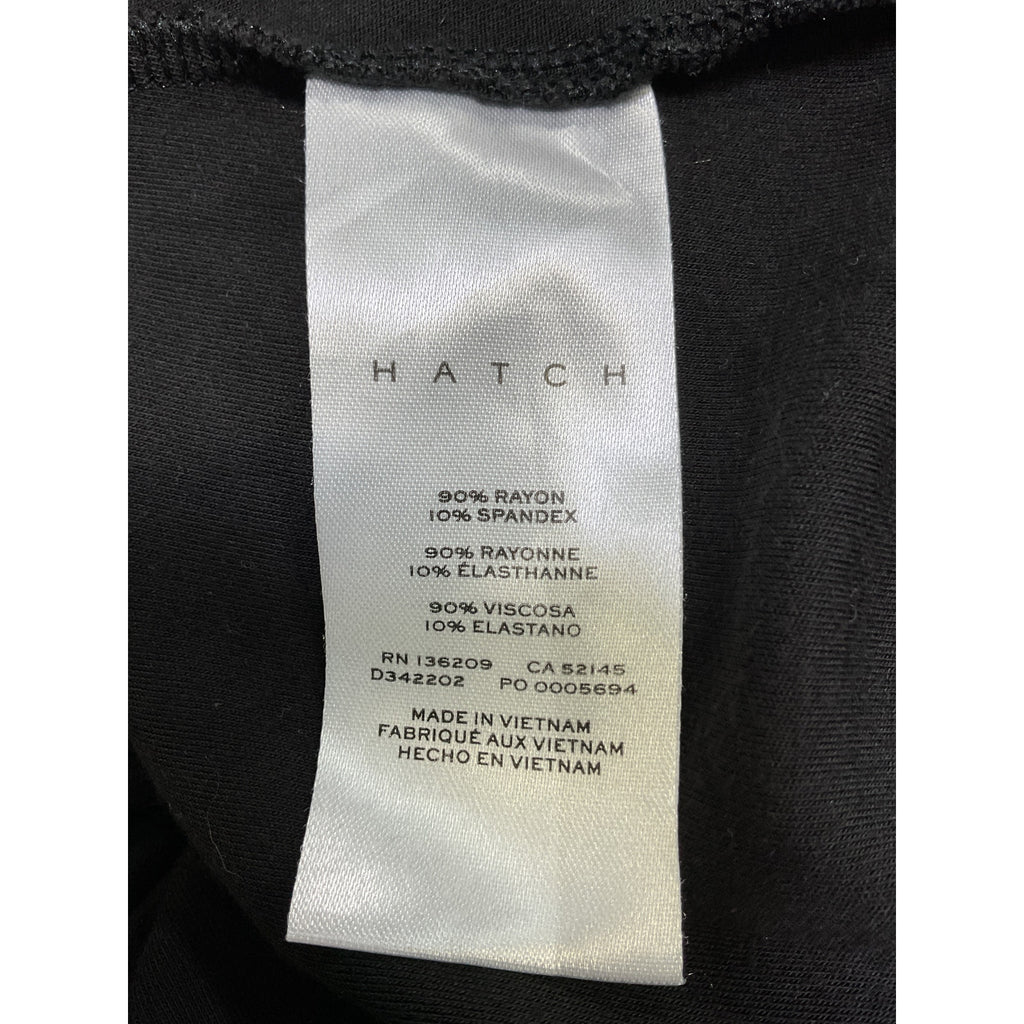 HATCH
90% RAYON
10% SPANDEX
90% RAYONNE
10% ÉLASTHANNE
90% VISCOSA
10% ELASTANO
RN 136209 CA 52145
D342202 PO 0005694
MADE IN VIETNAM
FABRIQUÉ AUX VIETNAM
HECHO EN VIETNAM